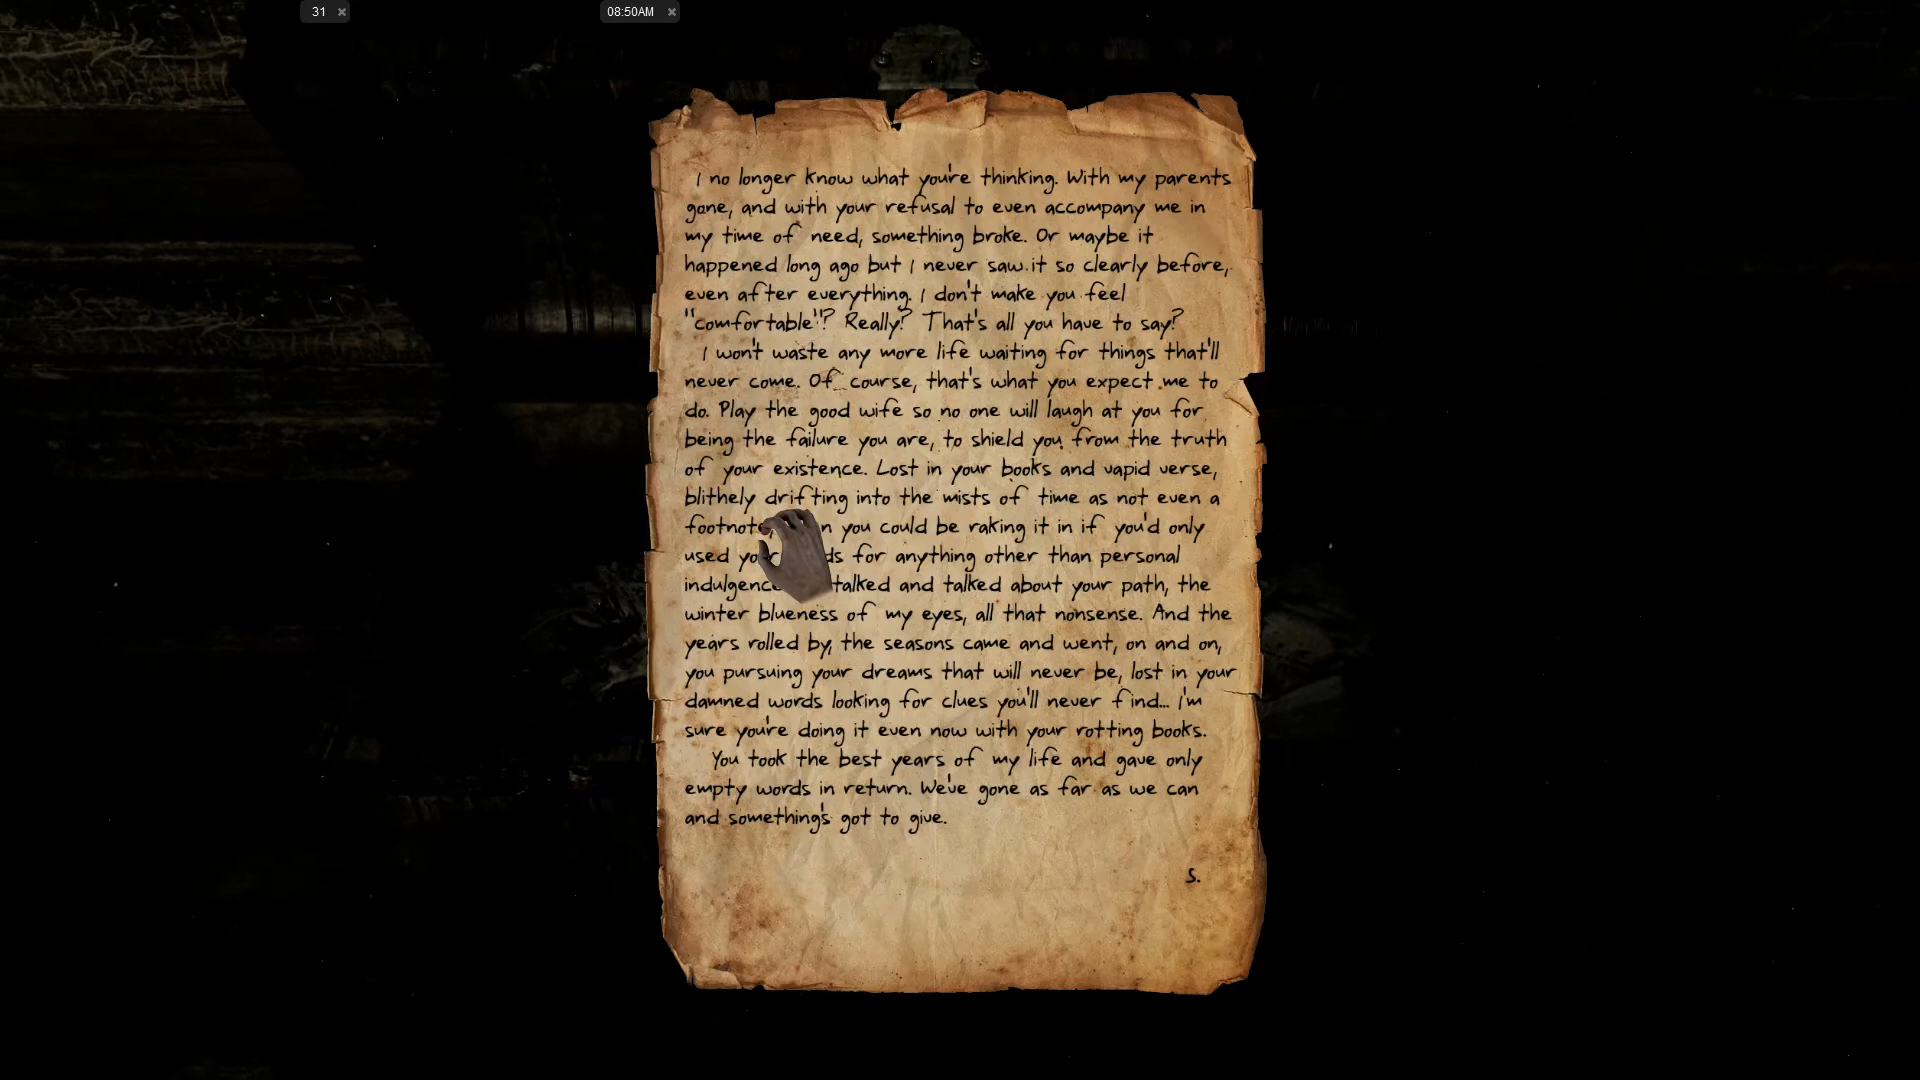 31
08:50AM
I no longer know what you're thinking. With my parents
gone, and with your refusal to even accompany me in
my time of need, something broke. Or maybe it
happened long ago but I never saw it so clearly before,
even after everything. I don't make you feel
"comfortable"? Really? That's all you have to say?
I won't waste any more life waiting for things that'll
never come. Of course, that's what you expect me to
do. Play the good wife so no one will laugh at you for
being the failure you are, to shield you from the truth
of your existence. Lost in your books and vapid verse,
blithely drifting into the mists of time as not even a
you could be raking it in if you'd only
used for anything other than personal
talked and talked about your path, the
winter blueness of my eyes, all that nonsense. And the
years rolled by, the seasons came and went, on and on,
you pursuing your dreams that will never be, lost in your
damned words looking for clues you'll never find... I'm
sure you're doing it even now with your rotting books.
You took the best years of my life and gave only
empty words in return. We've gone as far as we can
and something's got to give.
S.